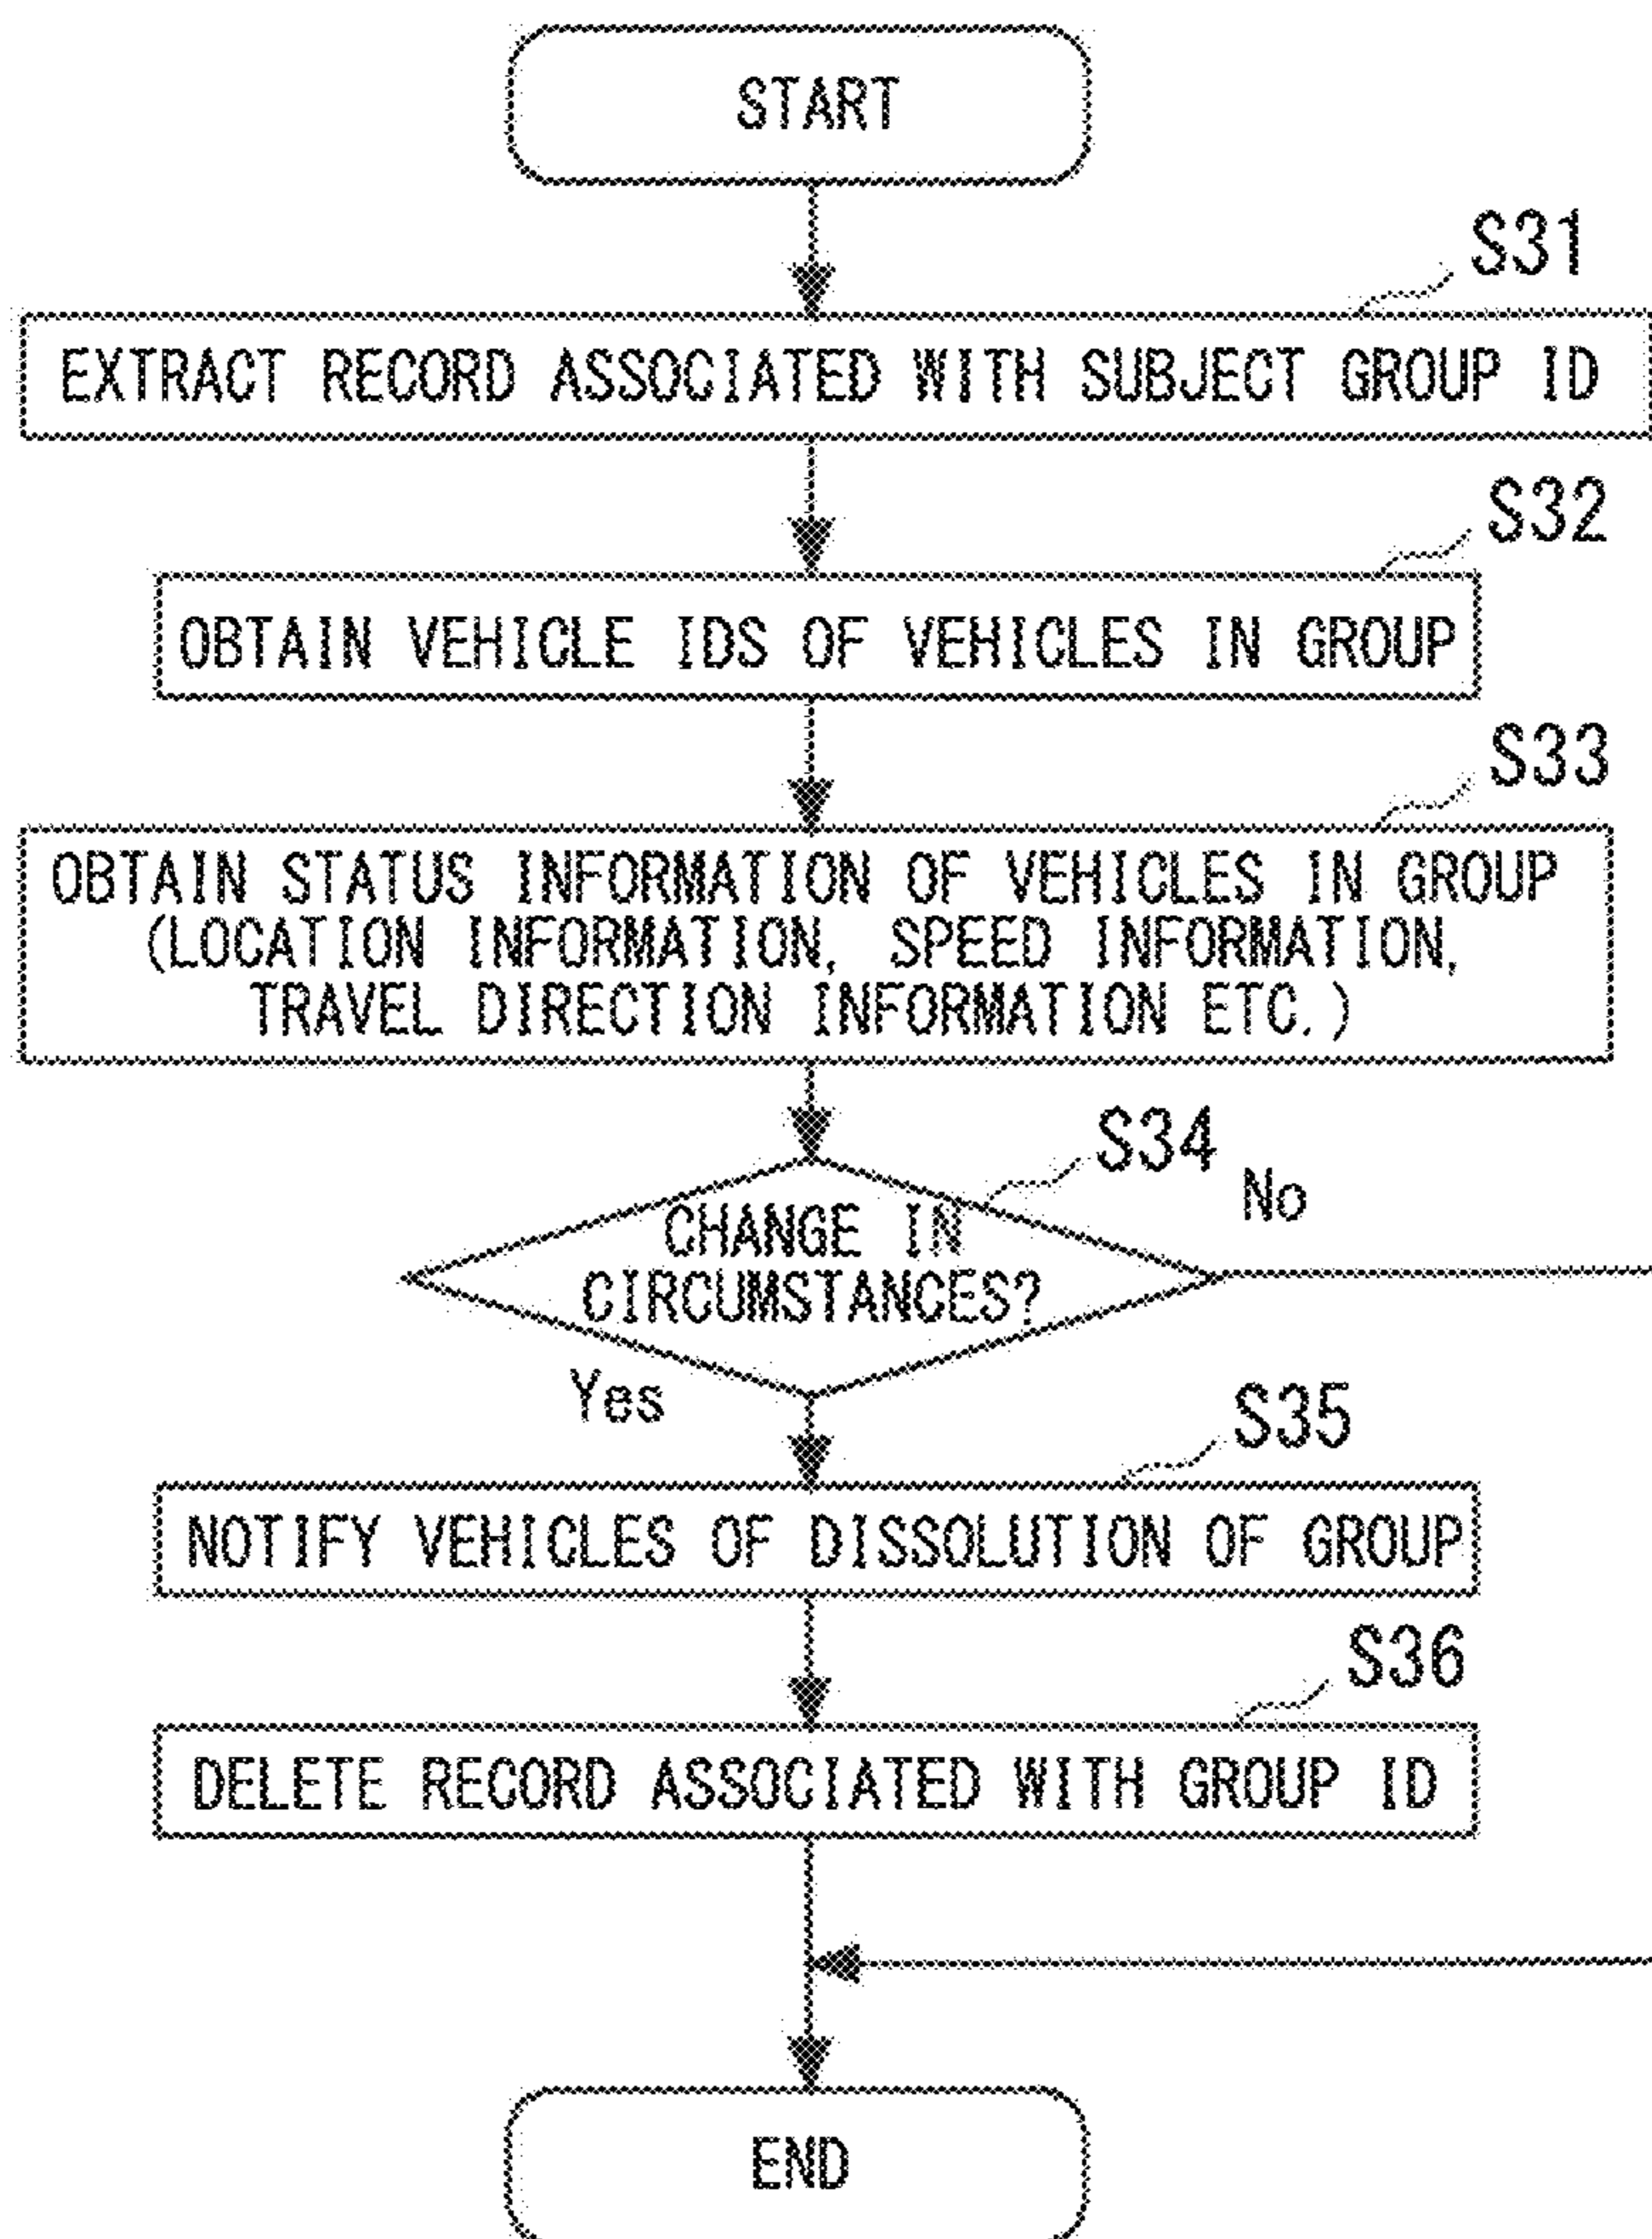 START
S31
EXTRACT RECORD ASSOCIATED WITH SUBJECT GROUP ID
S32
OBTAIN VEHICLE IDS OF VEHICLES IN GROUP
S33
OBTAIN STATUS INFORMATION OF VEHICLES IN GROUP
(LOCATION INFORMATION, SPEED INFORMATION,
TRAVEL DIRECTION INFORMATION ETC.)
S34
No
CHANGE IN
CIRCUMSTANCES?
Yes
S35
NOTIFY VEHICLES OF DISSOLUTION OF GROUP
S36
DELETE RECORD ASSOCIATED WITH GROUP ID
END